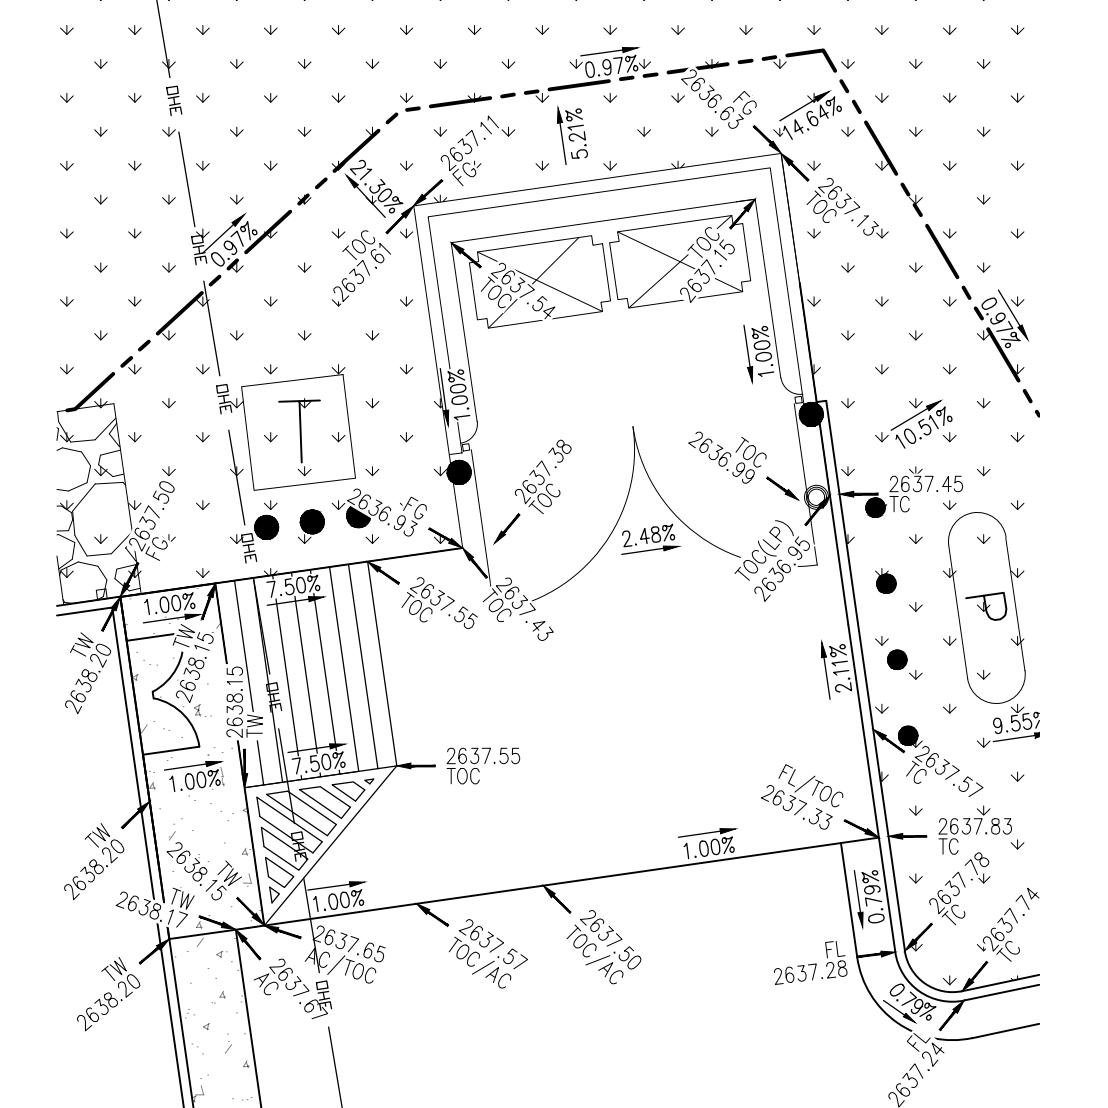 0.97%
2636.63
FG
14.64%
OHE
2637.11
FG
5.21%
21.30%
2637.13
TOC
0.97%
OHE
TOC
2637.61
TOC
2637.15
2637.54
TOC
0.97%
1.00%
1.00%
OHE
10.51%
2637.38
TOC
TOC
2636.99
2637.45
TC
2637.50
FG
FG
2636.93
2.48%
TOC(LP)
2636.95
OHE
7.50%
1.00%
2637.55
TOC
2637.43
TOC
TW
2638.20
TW
2638.15
2638.15
TW
2.11%
OHE
9.55%
7.50%
1.00%
2637.55
TOC
2637.57
TC
FL/TOC
2637.33
2637.83
TC
1.00%
OHE
TW
2638.20
TW
2638.15
2637.78
TC
0.79%
1.00%
TW
2638.17
2637.65
AC/TOC
2637.57
TOC/AC
2637.50
TOC/AC
2637.74
TC
FL
2637.28
TW
2638.20
2637.67
AC
OHE
0.79%
FL
2637.24